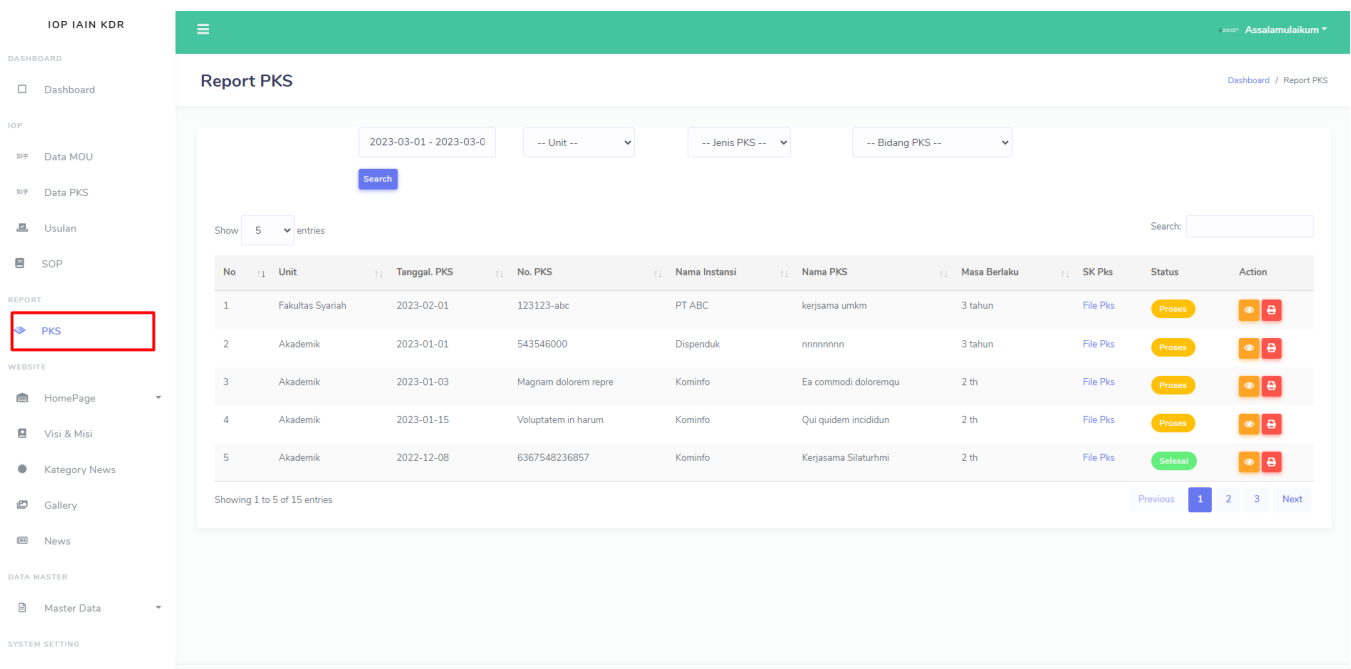 IOP IAIN KDR
Assalamulaikum
DASHBOARD
Dashboard
IOP
知乎 Data MOU
知乎 Data PKS
Usulan
SOP
REPORT
PKS
WEBSITE
HomePage
Visi & Misi
Kategory News
Gallery
News
DATA MASTER
Master Data
SYSTEM SETTING
Report PKS
Dashboard / Report PKS
2023-03-01 - 2023-03-0 -- Unit -- -- Jenis PKS -- -- Bidang PKS --
Search
Show 5 entries Search:
No Unit Tanggal. PKS No. PKS Nama Instansi Nama PKS Masa Berlaku SK Pks Status Action
1 Fakultas Syariah 2023-02-01 123123-abc PT ABC kerjsama umkm 3 tahun File Pks Proses
2 Akademik 2023-01-01 543546000 Dispenduk nnnnnnnn 3 tahun File Pks Proses
3 Akademik 2023-01-03 Magnam dolorem repre Kominfo Ea commodi doloremqu 2 th File Pks Proses
4 Akademik 2023-01-15 Voluptatem in harum Kominfo Qui quidem incididun 2 th File Pks Proses
5 Akademik 2022-12-08 6367548236857 Kominfo Kerjasama Silaturhmi 2 th File Pks Selesai
Showing 1 to 5 of 15 entries Previous 1 2 3 Next